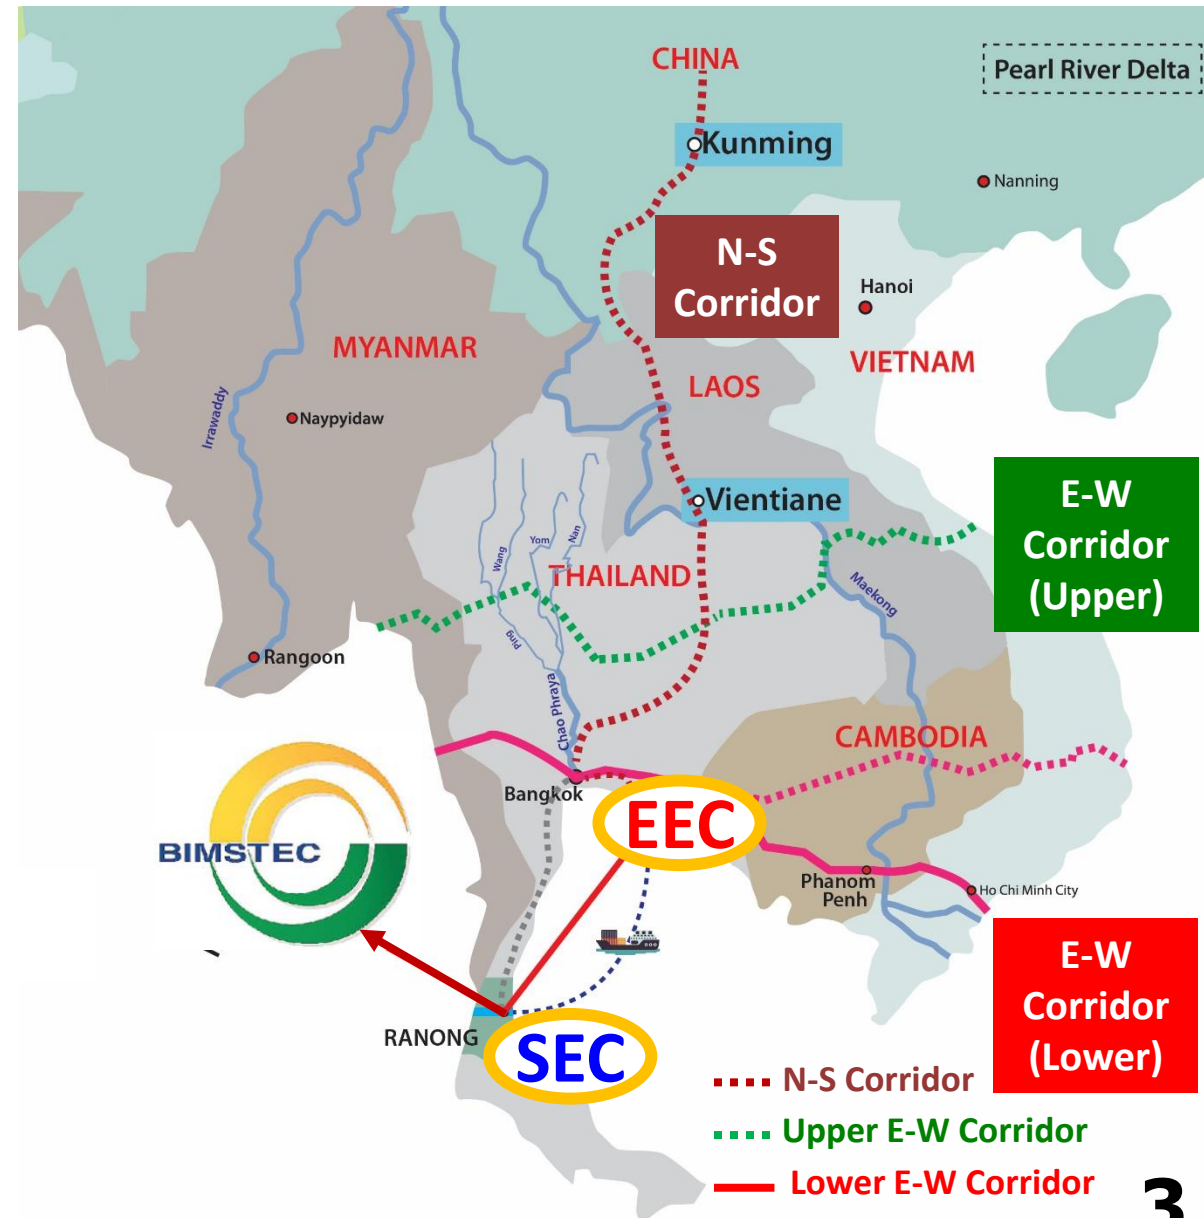 CHINA
Pearl River Delta
Kunming
Nanning
N-S
Corridor
Hanoi
MYANMAR
VIETNAM
LAOS
Irrawaddy
Naypyidaw
E-W
Corridor
(Upper)
Vientiane
Wang
Yom
Nan
THAILAND
Maekong
Ping
Rangoon
Chao Phraya
CAMBODIA
Bangkok
EEC
BIMSTEC
Phanom
Penh
Ho Chi Minh City
E-W
Corridor
(Lower)
RANONG
SEC
N-S Corridor
Upper E-W Corridor
Lower E-W Corridor
3